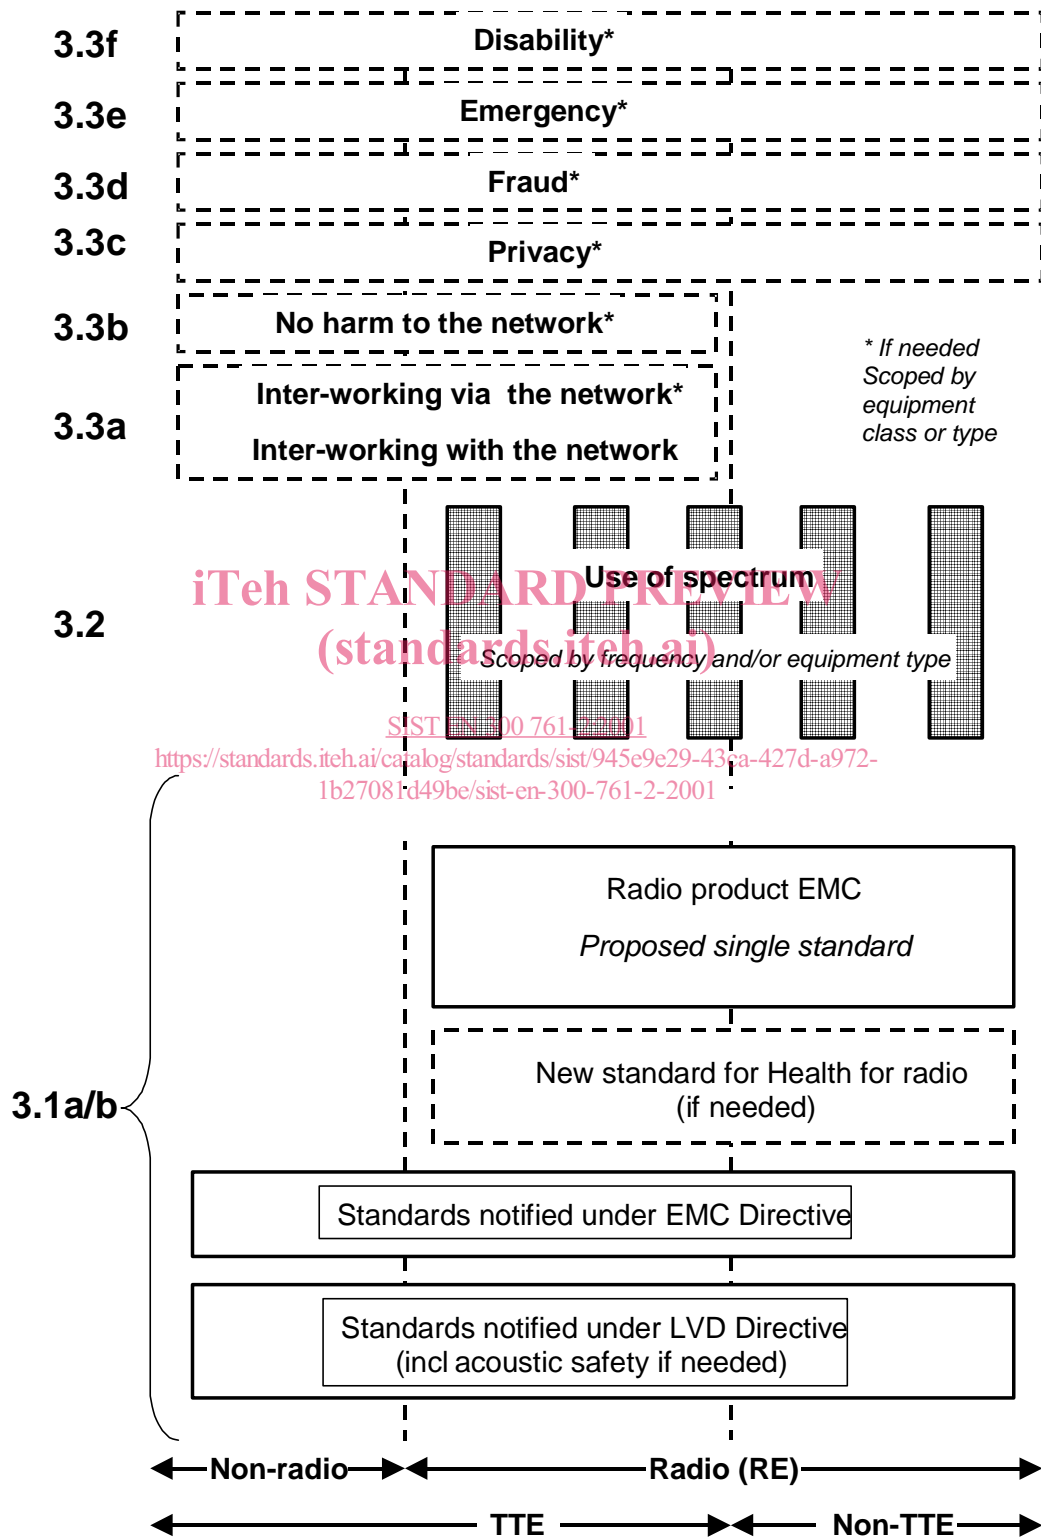 3.3f
Disability*
3.3e
Emergency*
3.3d
Fraud*
3.3c
Privacy*
3.3b
No harm to the network*
* If needed
Scoped by
equipment
class or type
3.3a
Inter-working via the network*
Inter-working with the network
3.2
Use of spectrum
iTeh STANDARD PREVIEW
(standards.iteh.ai)
Scoped by frequency and/or equipment type
SIST EN 300 761-2:2001
https://standards.iteh.ai/catalog/standards/sist/945e9e29-43ca-427d-a972-
1b27081d49be/sist-en-300-761-2-2001
3.1a/b
Radio product EMC
Proposed single standard
New standard for Health for radio
(if needed)
Standards notified under EMC Directive
Standards notified under LVD Directive
(incl acoustic safety if needed)
Non-radio
Radio (RE)
TTE
Non-TTE